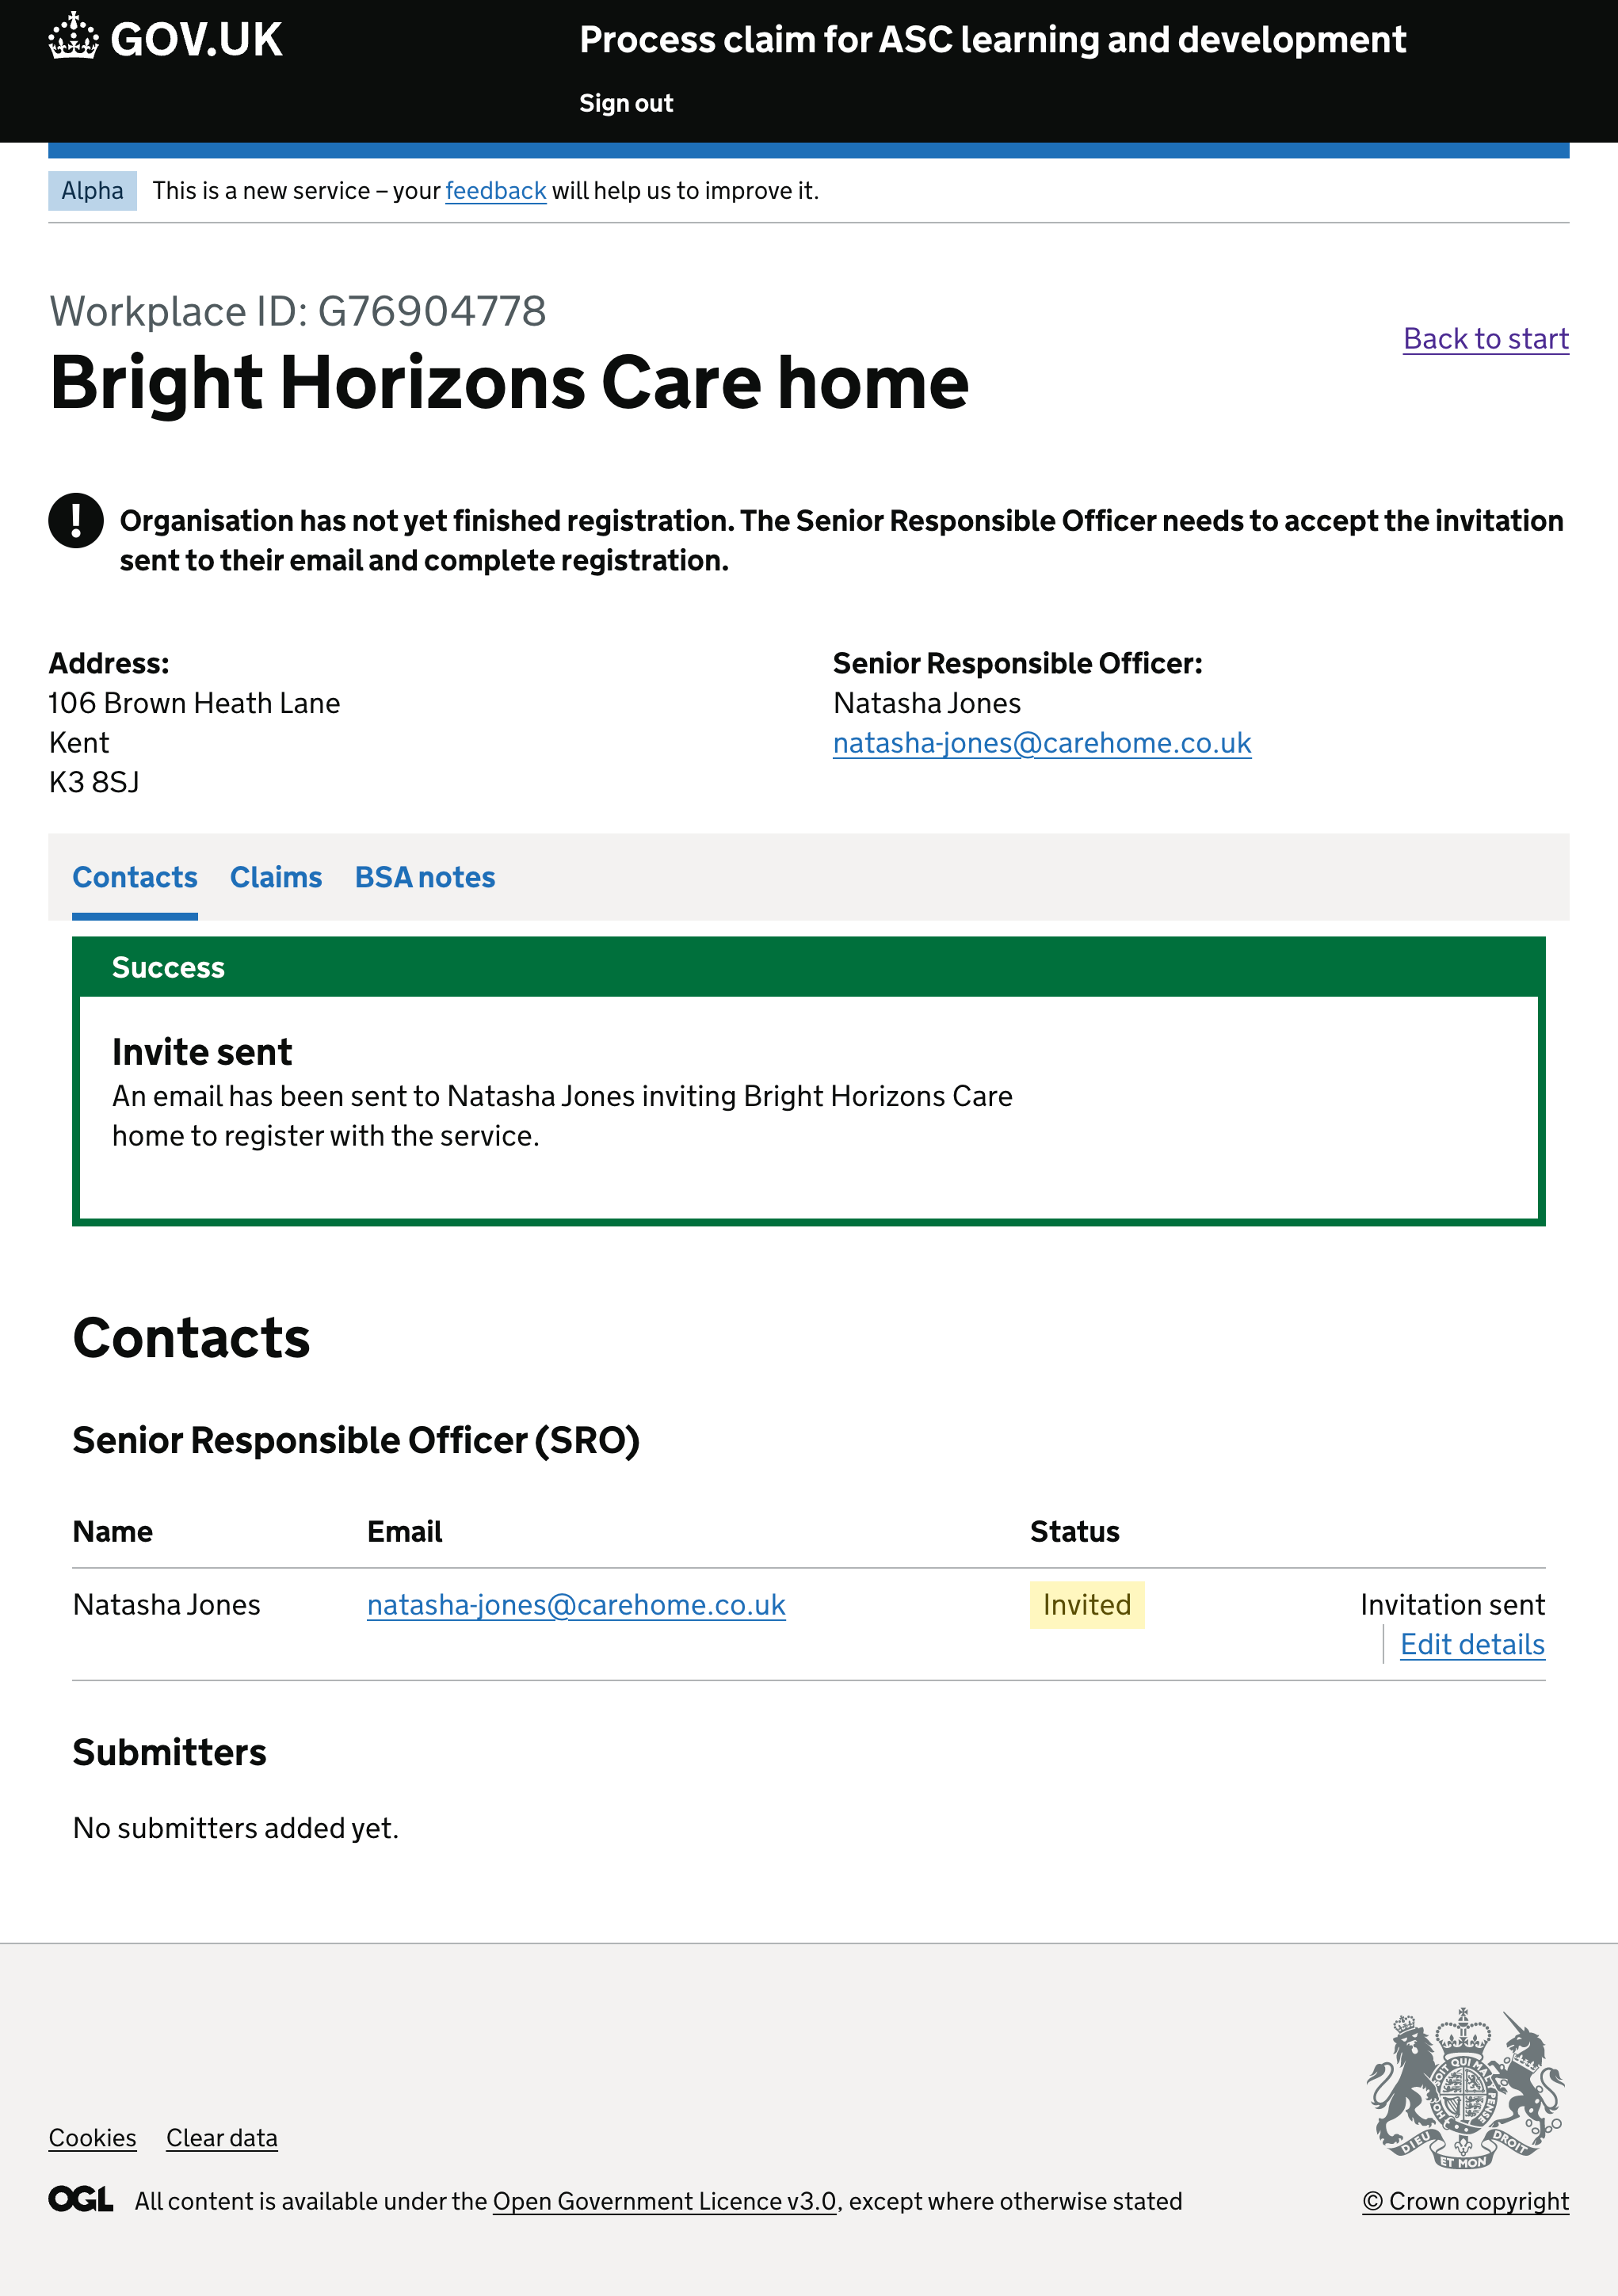 GOV.UK
Process claim for ASC learning and development
Sign out
Alpha
This is a new service – your feedback will help us to improve it.
Workplace ID: G76904778
Back to start
Bright Horizons Care home
! Organisation has not yet finished registration. The Senior Responsible Officer needs to accept the invitation
sent to their email and complete registration.
Address:
106 Brown Heath Lane
Kent
K3 8SJ
Senior Responsible Officer:
Natasha Jones
natasha-jones@carehome.co.uk
Contacts
Claims
BSA notes
Success
Invite sent
An email has been sent to Natasha Jones inviting Bright Horizons Care
home to register with the service.
Contacts
Senior Responsible Officer (SRO)
Name Email Status
Natasha Jones natasha-jones@carehome.co.uk Invited Invitation sent
Edit details
Submitters
No submitters added yet.
Cookies Clear data
OGL All content is available under the Open Government Licence v3.0, except where otherwise stated
SOIT QUI MAL Y PENSE
DIEU ET MON DROIT
© Crown copyright